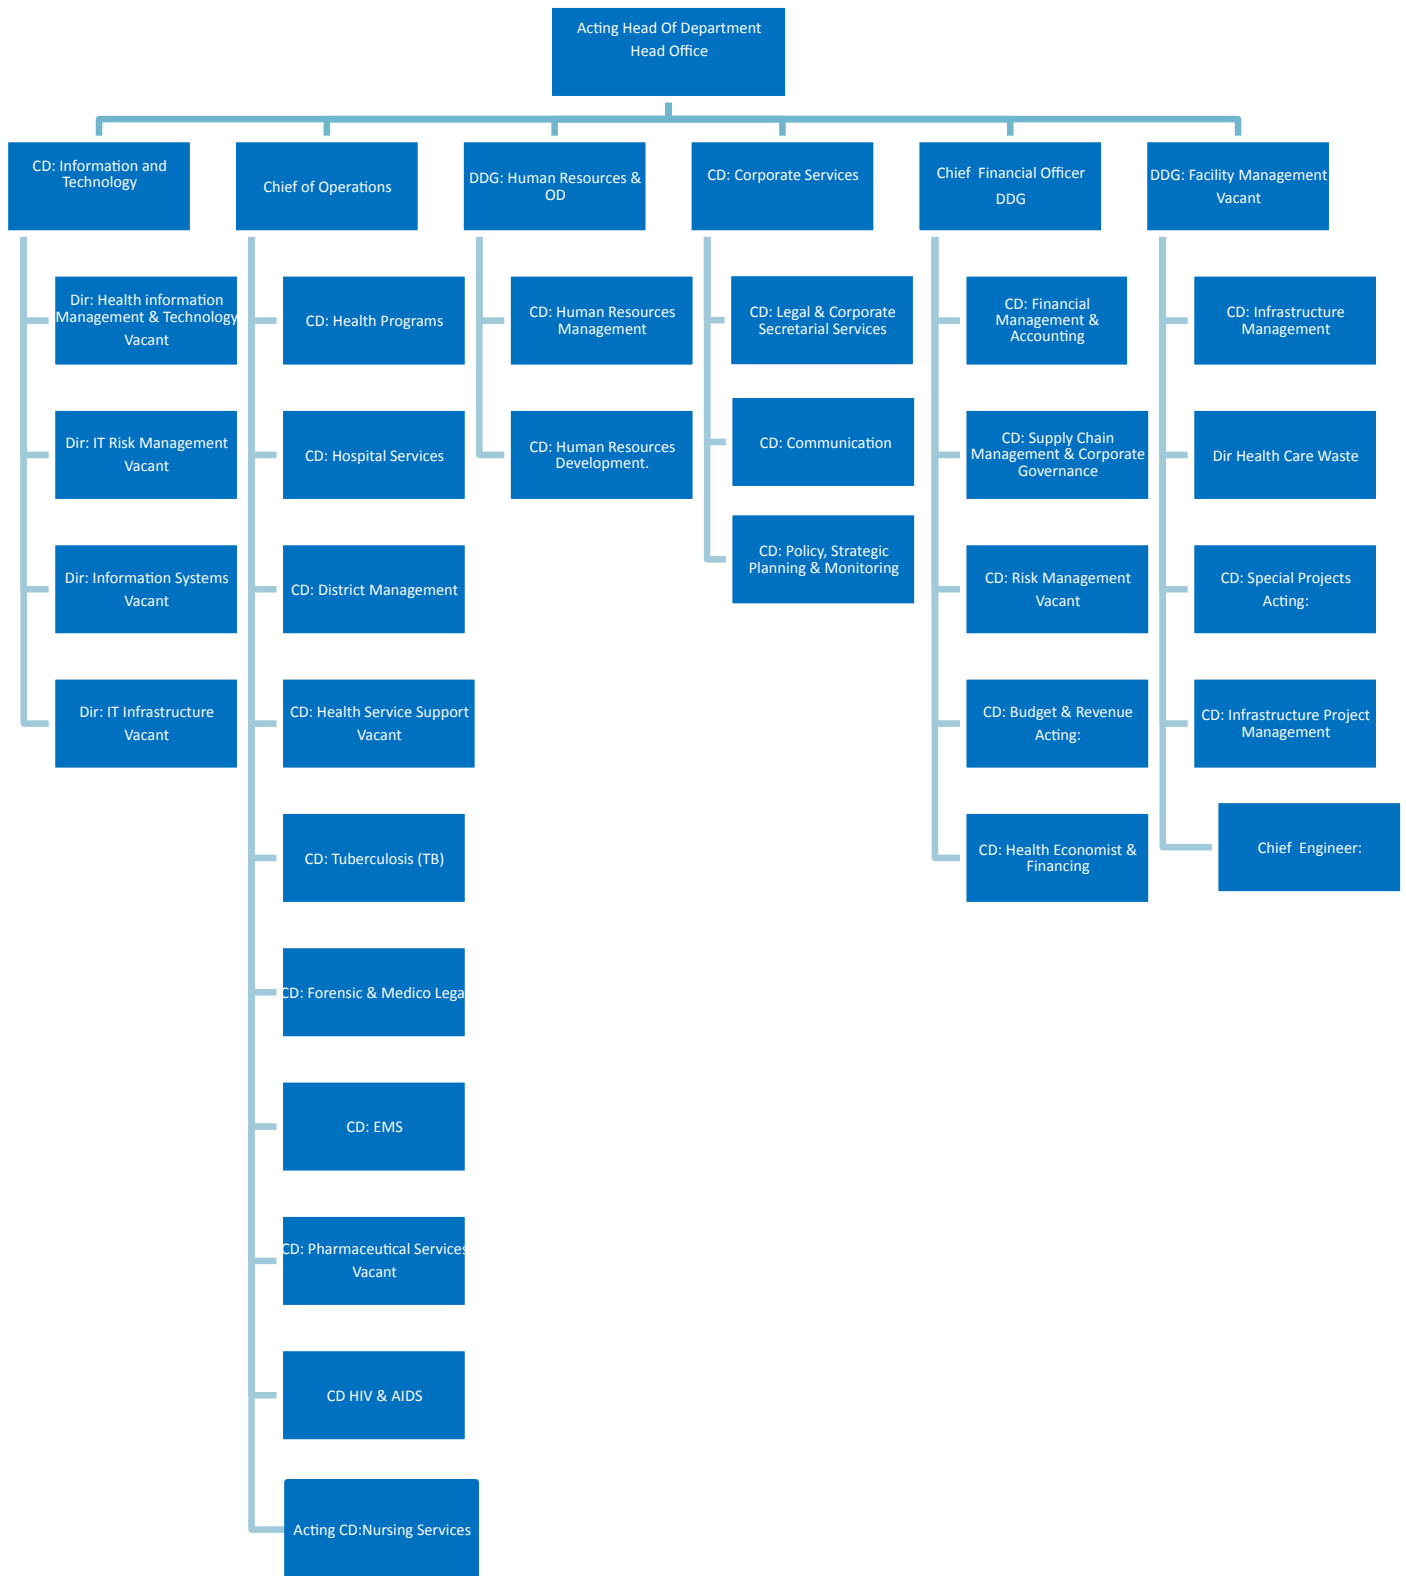 Acting Head Of Department
Head Office
CD: Information and
Technology
Chief of Operations
DDG: Human Resources &
OD
CD: Corporate Services
Chief  Financial Officer
DDG
DDG: Facility Management
Vacant
Dir: Health information
Management & Technology
Vacant
Dir: IT Risk Management
Vacant
Dir: Information Systems
Vacant
Dir: IT Infrastructure
Vacant
CD: Health Programs
CD: Hospital Services
CD: District Management
CD: Health Service Support
Vacant
CD: Tuberculosis (TB)
CD: Forensic & Medico Lega
CD: EMS
CD: Pharmaceutical Services
Vacant
CD HIV & AIDS
Acting CD:Nursing Services
CD: Human Resources
Management
CD: Human Resources
Development.
CD: Legal & Corporate
Secretarial Services
CD: Communication
CD: Policy, Strategic
Planning & Monitoring
CD: Financial
Management &
Accounting
CD: Supply Chain
Management & Corporate
Governance
CD: Risk Management
Vacant
CD: Budget & Revenue
Acting:
CD: Health Economist &
Financing
CD: Infrastructure
Management
Dir Health Care Waste
CD: Special Projects
Acting:
CD: Infrastructure Project
Management
Chief  Engineer: